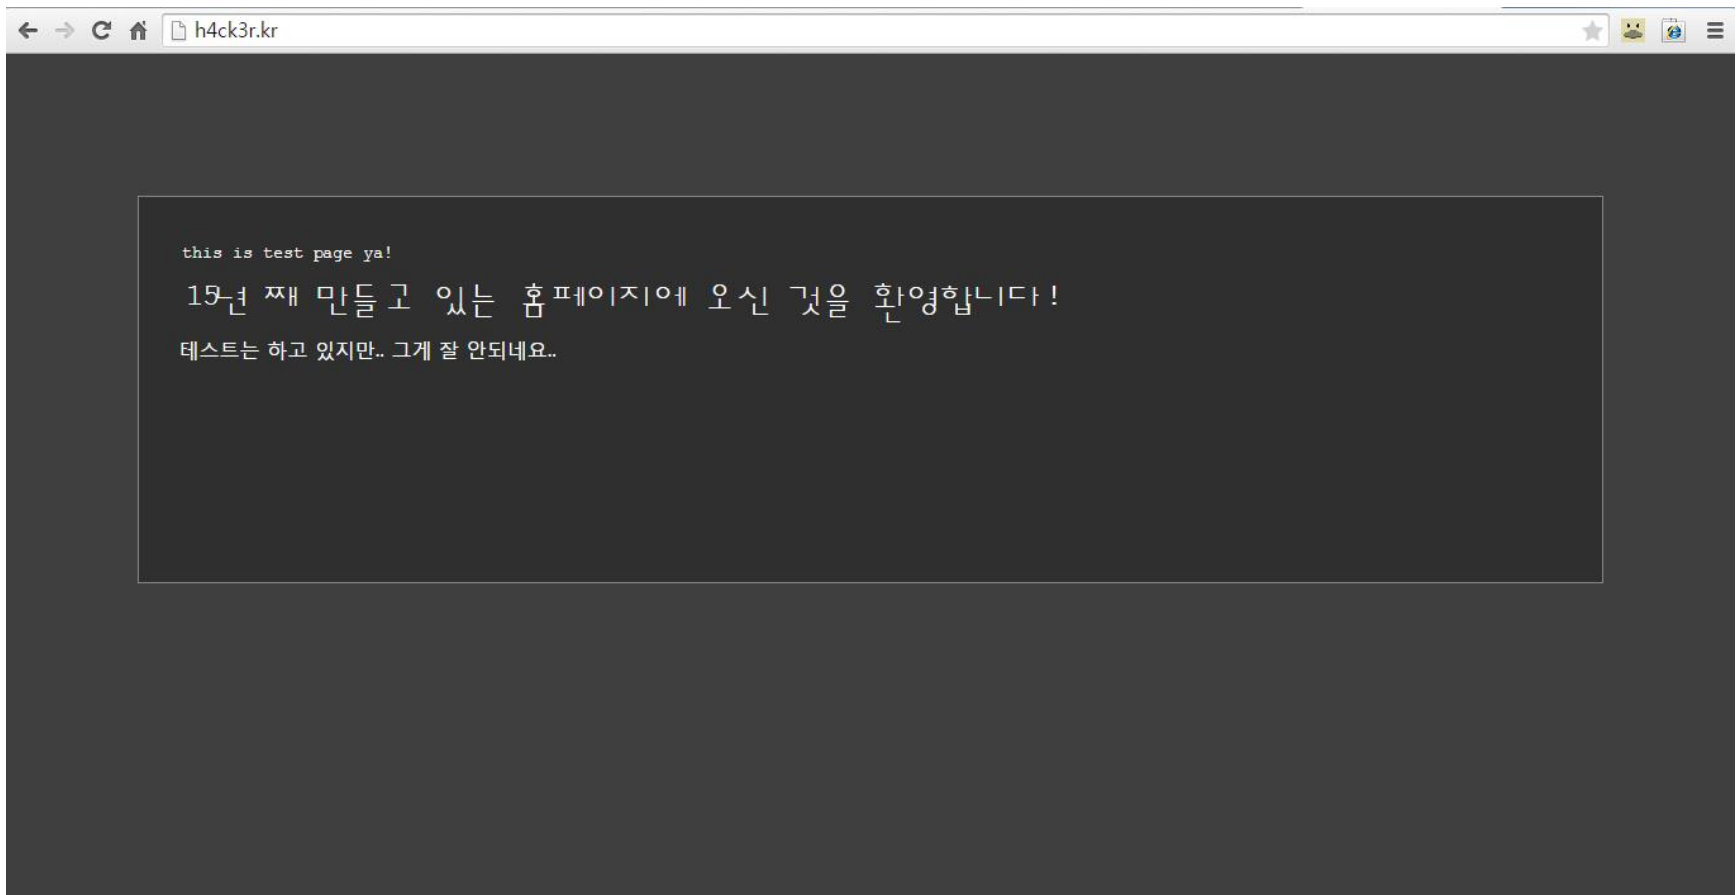 h4ck3r.kr
this is test page ya!
15년 째 만들고 있는 홈페이지에 오신 것을 환영합니다!
테스트는 하고 있지만.. 그게 잘 안되네요..